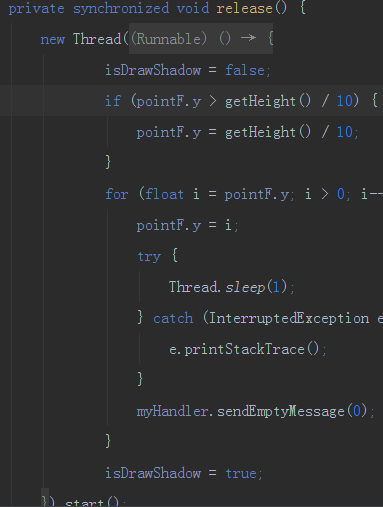 private synchronized void release() {
new Thread((Runnable) () → {
isDrawShadow = false;
if (pointF.y > getHeight() / 10) {
pointF.y = getHeight() / 10;
}
for (float i = pointF.y; i > 0; i--
pointF.y = i;
try {
Thread.sleep(1);
} catch (InterruptedException e
e.printStackTrace();
}
myHandler.sendEmptyMessage(0);
}
isDrawShadow = true;
}).start();